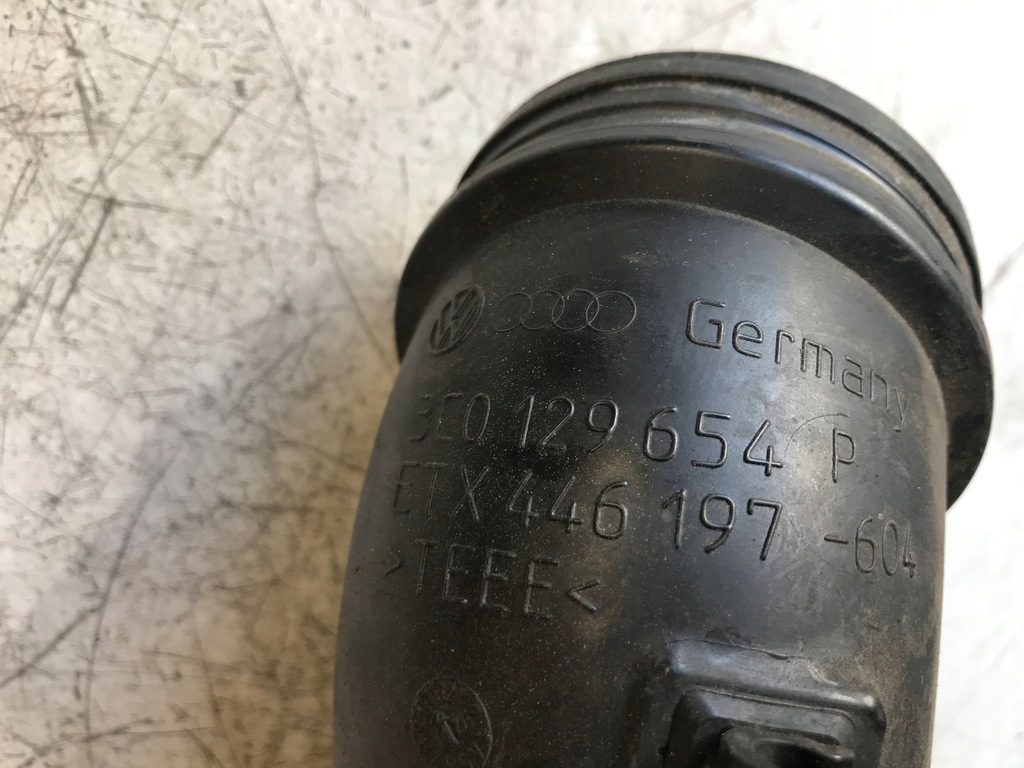 Germany
3C0 129 654 P
ETX 446 197 -604
>TEEE<